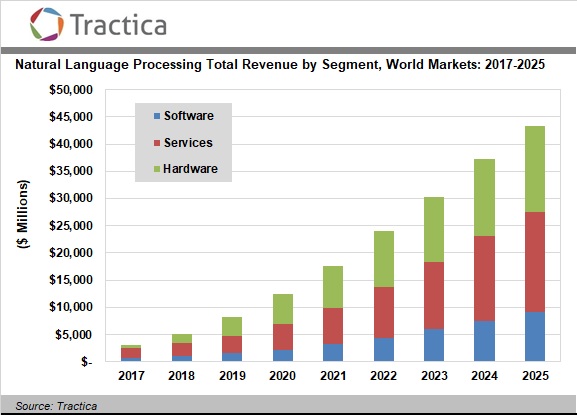 Tractica
Natural Language Processing Total Revenue by Segment, World Markets: 2017-2025
($ Millions)
$50,000
$45,000
$40,000
$35,000
$30,000
$25,000
$20,000
$15,000
$10,000
$5,000
$-
Software
Services
Hardware
2017 2018 2019 2020 2021 2022 2023 2024 2025
Source: Tractica